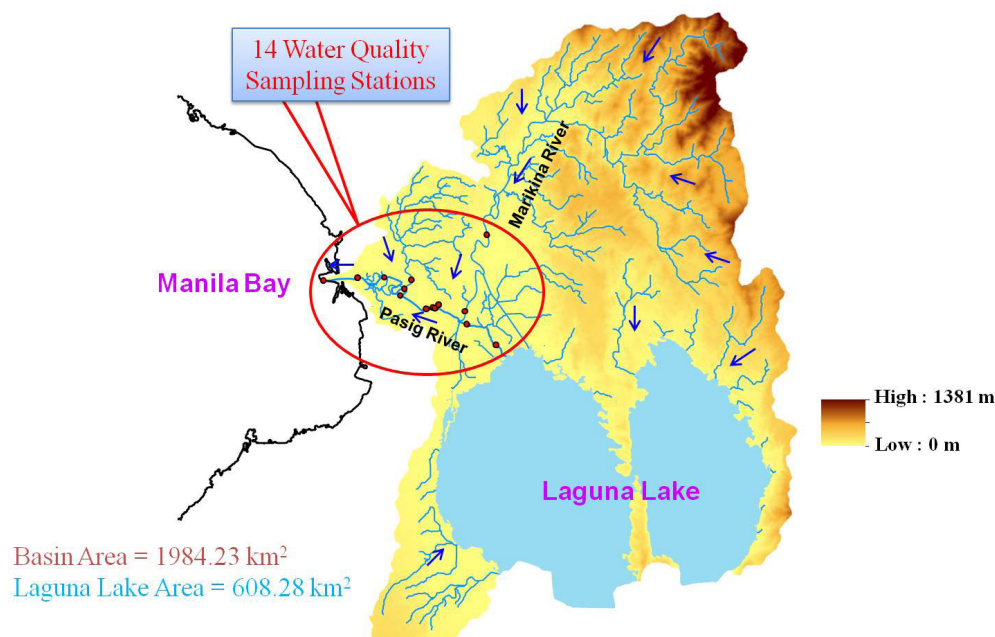 14 Water Quality
Sampling Stations
Marikina River
Manila Bay
Pasig River
High : 1381 m
Low : 0 m
Laguna Lake
Basin Area = 1984.23 km²
Laguna Lake Area = 608.28 km²